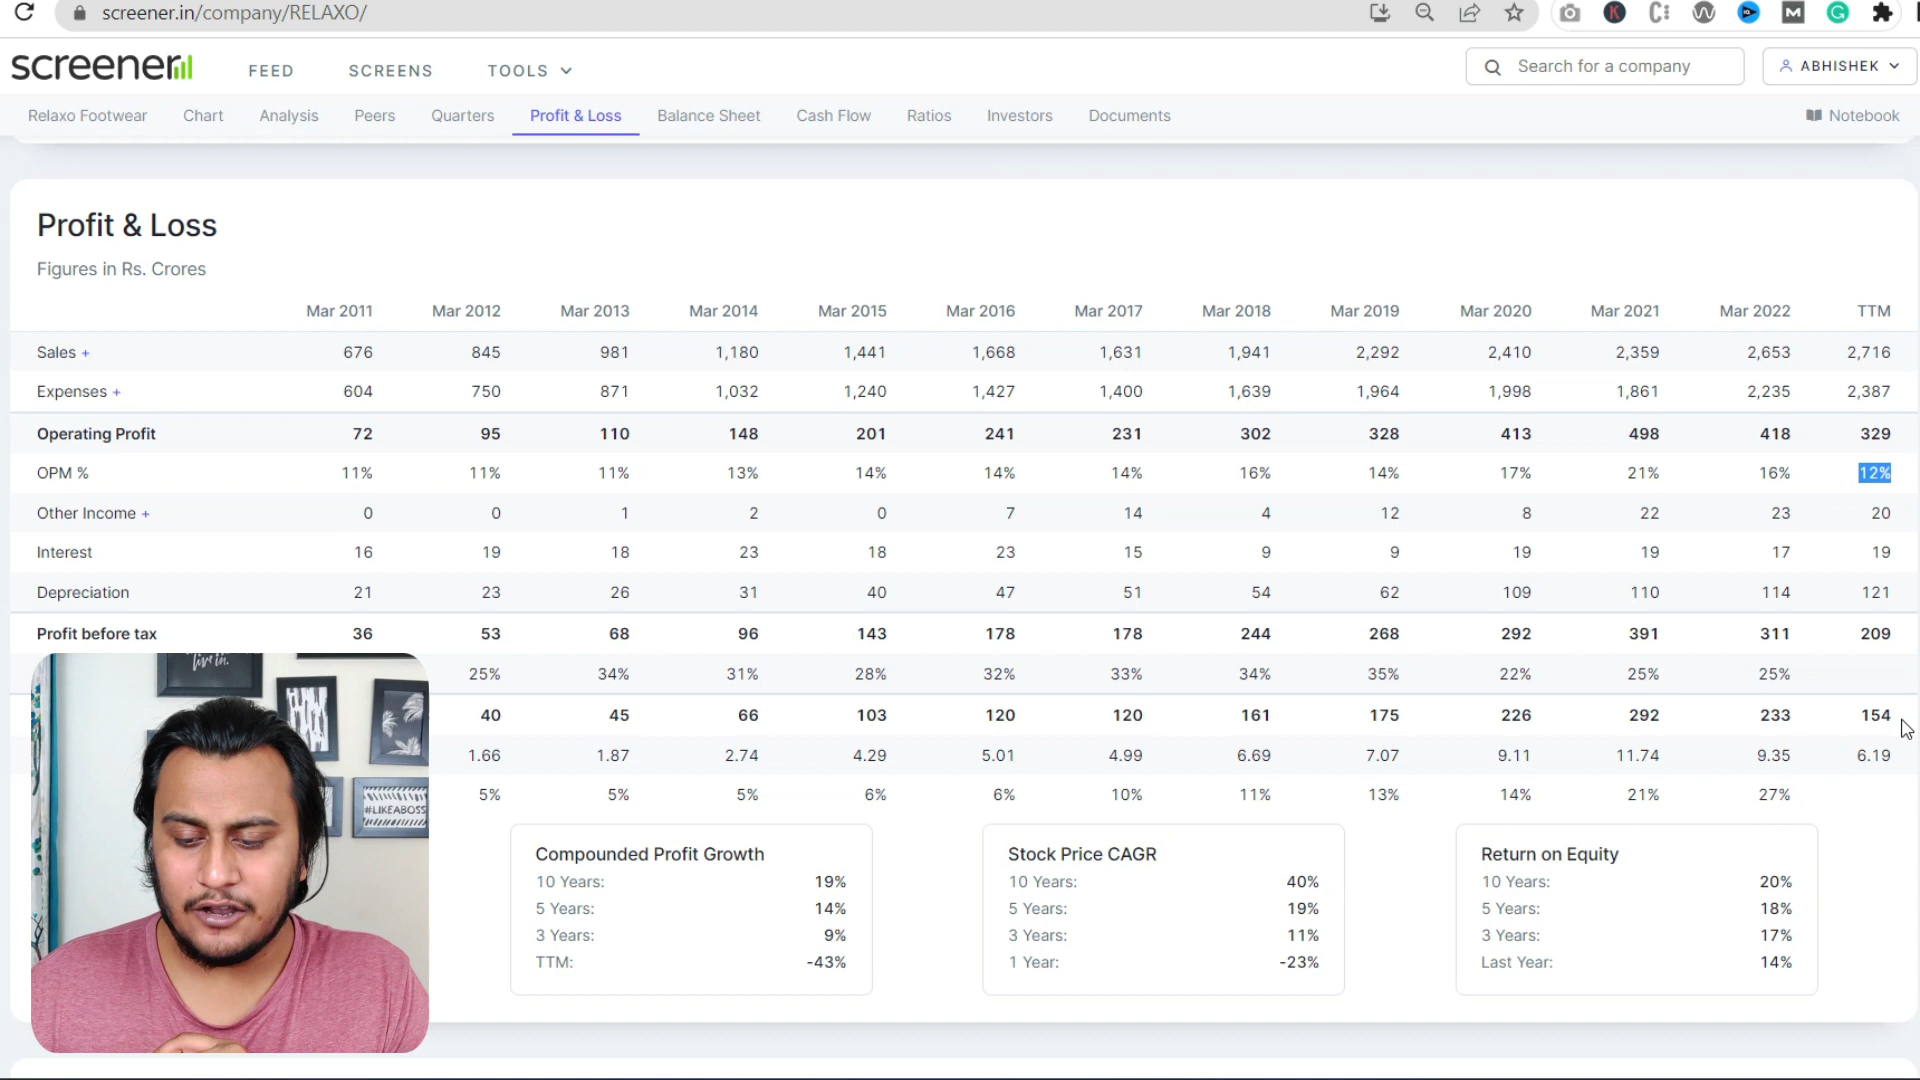 screener.in/company/RELAXO/
screener
FEED SCREENS TOOLS
Search for a company
ABHISHEK
Relaxo Footwear Chart Analysis Peers Quarters Profit & Loss Balance Sheet Cash Flow Ratios Investors Documents Notebook
Profit & Loss
Figures in Rs. Crores
Mar 2011 Mar 2012 Mar 2013 Mar 2014 Mar 2015 Mar 2016 Mar 2017 Mar 2018 Mar 2019 Mar 2020 Mar 2021 Mar 2022 TTM
Sales + 676 845 981 1,180 1,441 1,668 1,631 1,941 2,292 2,410 2,359 2,653 2,716
Expenses + 604 750 871 1,032 1,240 1,427 1,400 1,639 1,964 1,998 1,861 2,235 2,387
Operating Profit 72 95 110 148 201 241 231 302 328 413 498 418 329
OPM % 11% 11% 11% 13% 14% 14% 14% 16% 14% 17% 21% 16% 12%
Other Income + 0 0 1 2 0 7 14 4 12 8 22 23 20
Interest 16 19 18 23 18 23 15 9 9 19 19 17 19
Depreciation 21 23 26 31 40 47 51 54 62 109 110 114 121
Profit before tax 36 53 68 96 143 178 178 244 268 292 391 311 209
25% 34% 31% 28% 32% 33% 34% 35% 22% 25% 25%
40 45 66 103 120 120 161 175 226 292 233 154
1.66 1.87 2.74 4.29 5.01 4.99 6.69 7.07 9.11 11.74 9.35 6.19
5% 5% 5% 6% 6% 10% 11% 13% 14% 21% 27%
live in.
#LIKEABOSS
Compounded Profit Growth
10 Years: 19%
5 Years: 14%
3 Years: 9%
TTM: -43%
Stock Price CAGR
10 Years: 40%
5 Years: 19%
3 Years: 11%
1 Year: -23%
Return on Equity
10 Years: 20%
5 Years: 18%
3 Years: 17%
Last Year: 14%